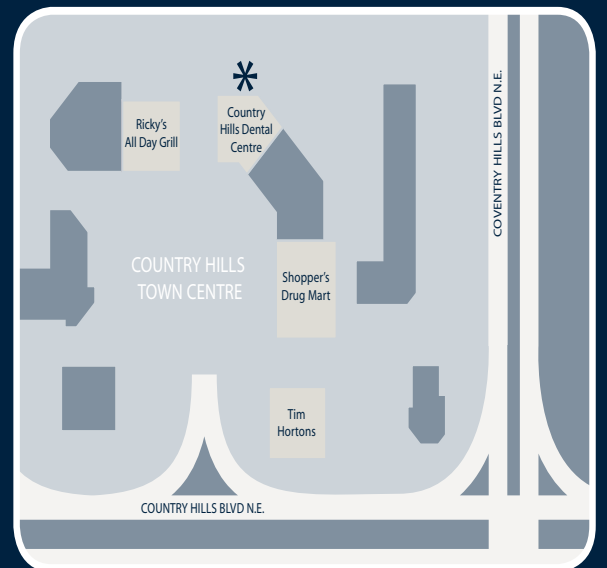 *
Country
Hills Dental
Centre
Ricky's
All Day Grill
COVENTRY HILLS BLVD N.E.
COUNTRY HILLS
TOWN CENTRE
Shopper's
Drug Mart
Tim
Hortons
COUNTRY HILLS BLVD N.E.